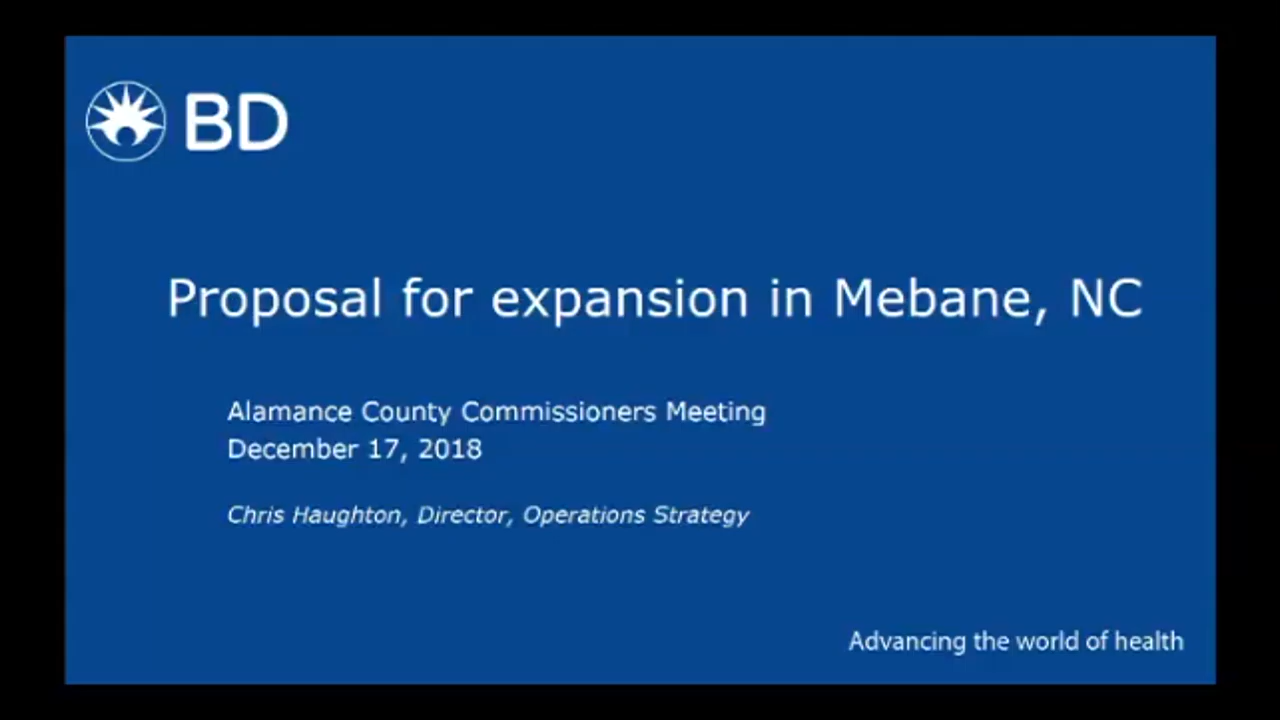 BD
Proposal for expansion in Mebane, NC
Alamance County Commissioners Meeting
December 17, 2018
Chris Haughton, Director, Operations Strategy
Advancing the world of health